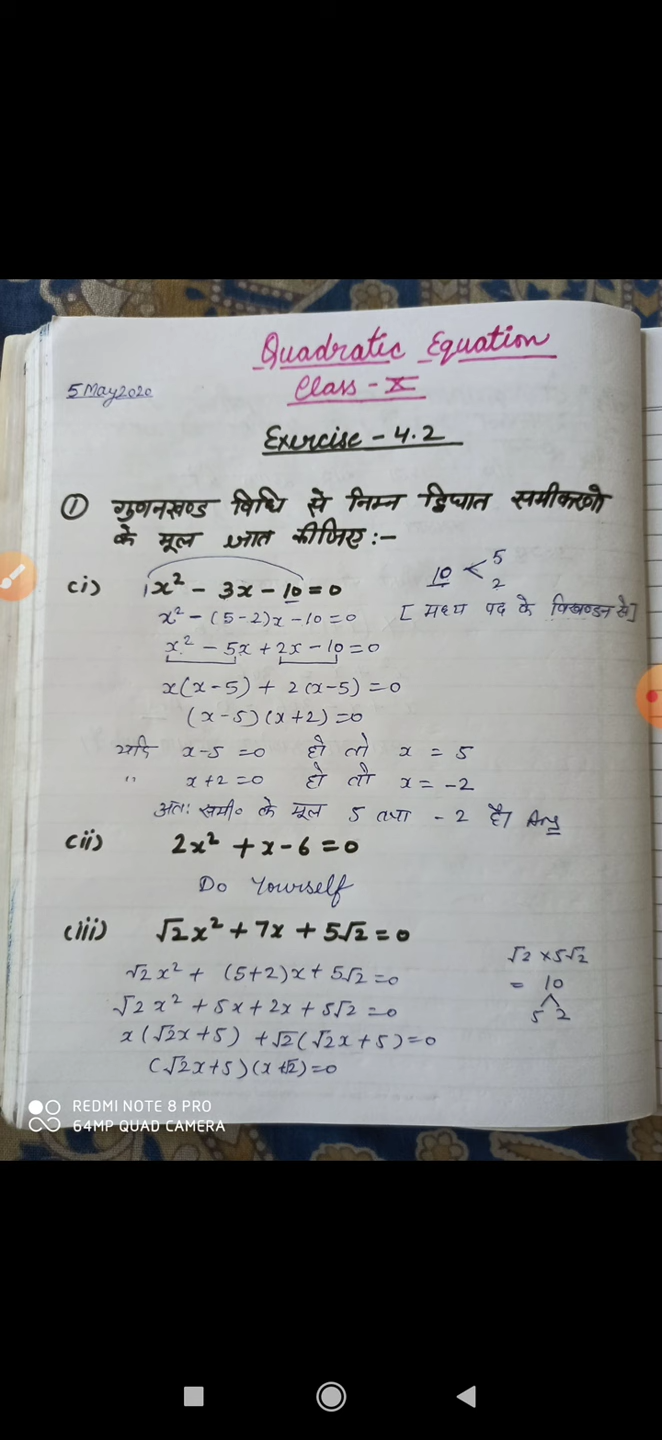 Quadratic Equation
5 May 2020
Class - X
Exercise - 4.2
① गुणनखण्ड विधि से निम्न द्विघात समीकरणो
के मूल ज्ञात कीजिए :-
(i) 1x² - 3x - 10 = 0
10 < 5 2
x² - (5-2)x - 10 = 0 [ मध्य पद के विखण्डन से ]
x² - 5x + 2x - 10 = 0
x(x-5) + 2(x-5) = 0
(x-5)(x+2) = 0
यदि x-5 = 0 हो तो x = 5
" x+2 = 0 हो तो x = -2
अतः समी० के मूल 5 तथा -2 है। Ans
(ii) 2x² + x - 6 = 0
Do Yourself
(iii) √2x² + 7x + 5√2 = 0
√2x² + (5+2)x + 5√2 = 0
√2x² + 5x + 2x + 5√2 = 0
x(√2x+5) + √2(√2x+5) = 0
(√2x+5)(x+√2) = 0
√2 × 5√2
= 10
5 2
REDMI NOTE 8 PRO
64MP QUAD CAMERA